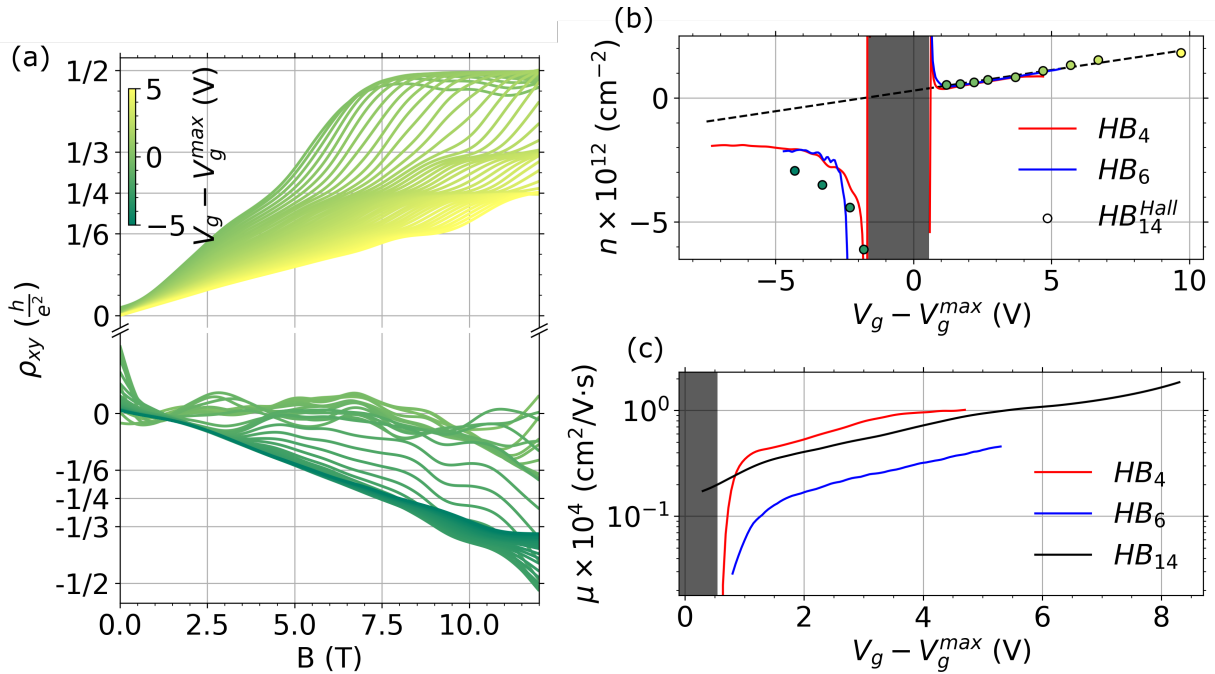 (a)
1/2
1/3
1/4
1/6
0
0
-1/6
-1/4
-1/3
-1/2
ρxy (h/e²)
5
0
−5
Vg − Vg^max (V)
0.0 2.5 5.0 7.5 10.0
B (T)
(b)
0
−5
n × 10^12 (cm^−2)
HB4
HB6
HB14^Hall
−5 0 5 10
Vg − Vg^max (V)
(c)
10^0
10^−1
μ × 10^4 (cm^2/V·s)
HB4
HB6
HB14
0 2 4 6 8
Vg − Vg^max (V)